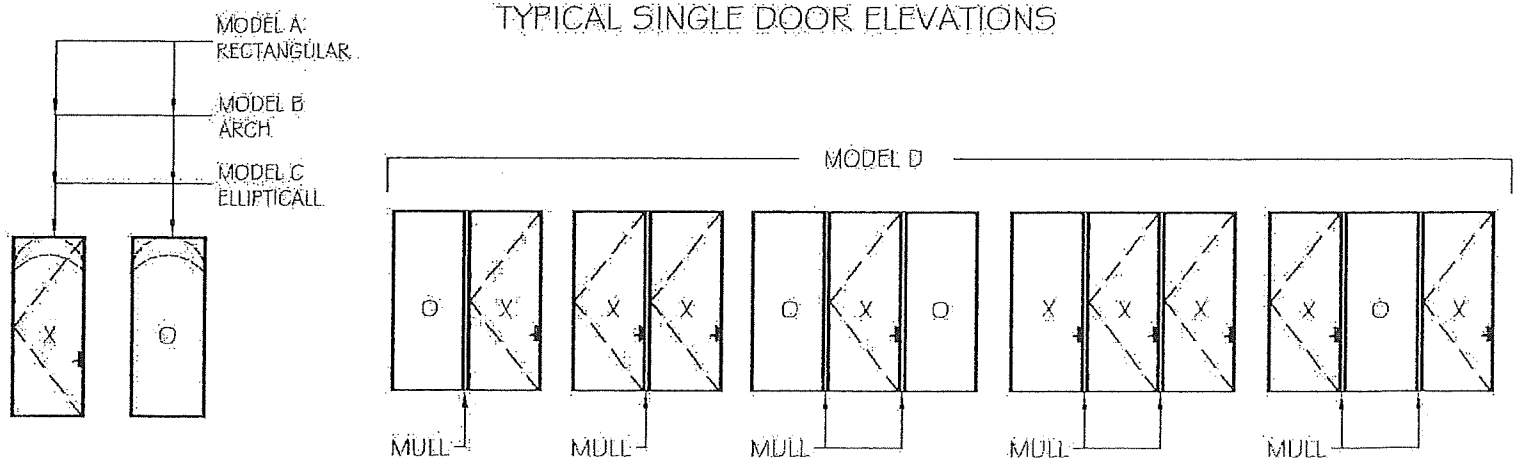 TYPICAL SINGLE DOOR ELEVATIONS
MODEL A
RECTANGULAR
MODEL B
ARCH
MODEL C
ELLIPTICALL
MODEL D
X O
O X X X O X O X X X X O X
MULL MULL MULL MULL MULL